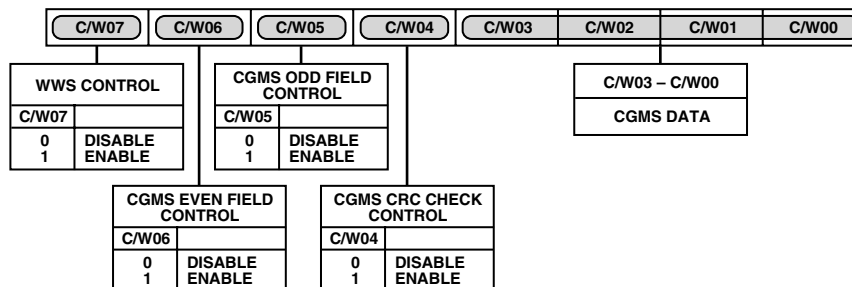 C/W07 C/W06 C/W05 C/W04 C/W03 C/W02 C/W01 C/W00
WWS CONTROL
C/W07
0 DISABLE
1 ENABLE
CGMS ODD FIELD
CONTROL
C/W05
0 DISABLE
1 ENABLE
C/W03 – C/W00
CGMS DATA
CGMS EVEN FIELD
CONTROL
C/W06
0 DISABLE
1 ENABLE
CGMS CRC CHECK
CONTROL
C/W04
0 DISABLE
1 ENABLE